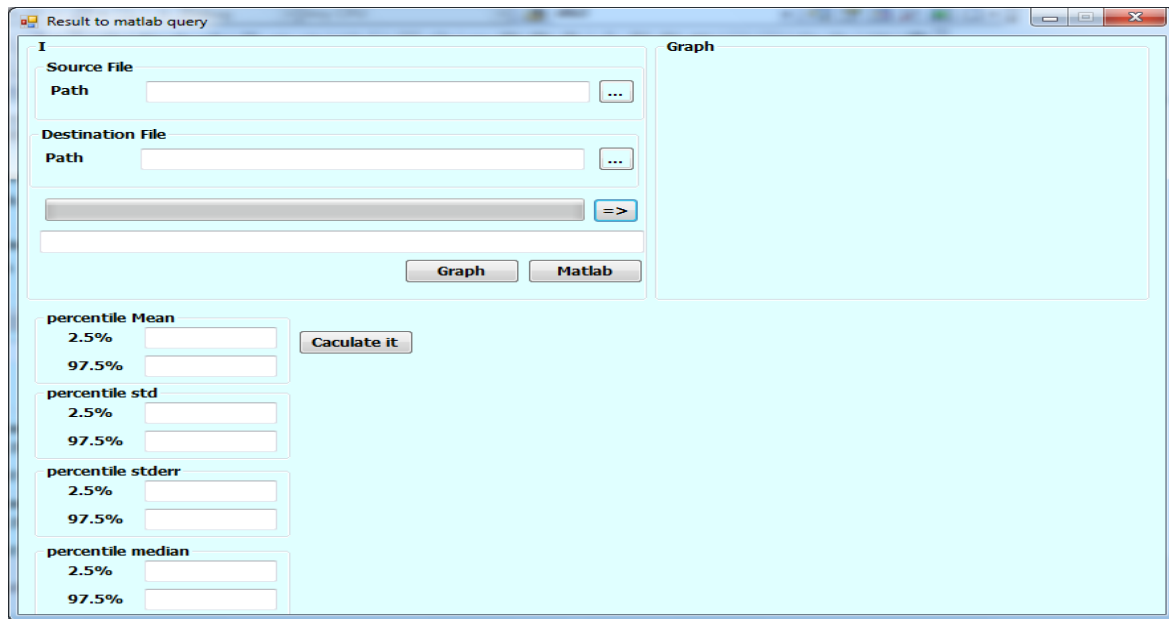 Result to matlab query
I
Source File
Path ...
Destination File
Path ...
=>
Graph Matlab
Graph
percentile Mean
2.5%
97.5%
Caculate it
percentile std
2.5%
97.5%
percentile stderr
2.5%
97.5%
percentile median
2.5%
97.5%